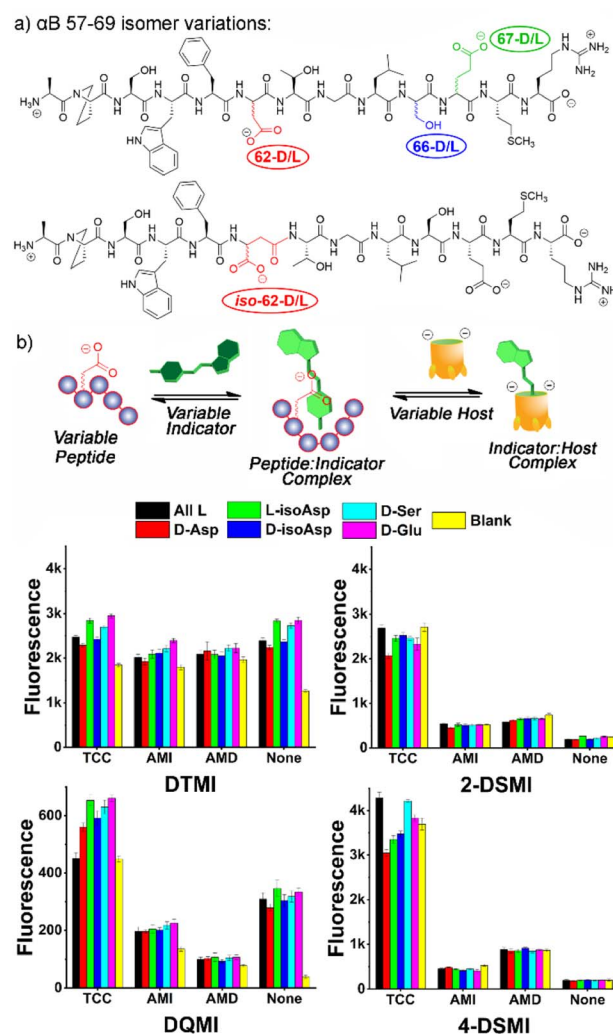 a) αB 57-69 isomer variations:
67-D/L
62-D/L
66-D/L
iso-62-D/L
b)
Variable Peptide
Variable Indicator
Peptide:Indicator Complex
Variable Host
Indicator:Host Complex
All L
L-isoAsp
D-Ser
Blank
D-Asp
D-isoAsp
D-Glu
Fluorescence
4k
3k
2k
1k
0
TCC AMI AMD None
DTMI
Fluorescence
4k
3k
2k
1k
0
TCC AMI AMD None
2-DSMI
Fluorescence
600
400
200
0
TCC AMI AMD None
DQMI
Fluorescence
4k
3k
2k
1k
0
TCC AMI AMD None
4-DSMI